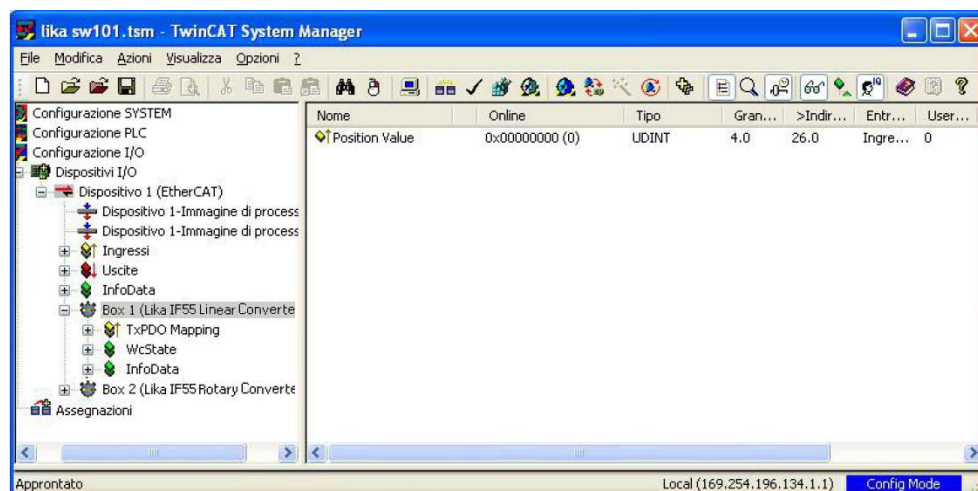 lika sw101.tsm - TwinCAT System Manager
File Modifica Azioni Visualizza Opzioni ?
Configurazione SYSTEM
Configurazione PLC
Configurazione I/O
Dispositivi I/O
Dispositivo 1 (EtherCAT)
Dispositivo 1-Immagine di process
Dispositivo 1-Immagine di process
Ingressi
Uscite
InfoData
Box 1 (Lika IF55 Linear Converte
TxPDO Mapping
WcState
InfoData
Box 2 (Lika IF55 Rotary Converte
Assegnazioni
Nome Online Tipo Gran... >Indir... Entr... User...
Position Value 0x00000000 (0) UDINT 4.0 26.0 Ingre... 0
Approntato Local (169.254.196.134.1.1) Config Mode